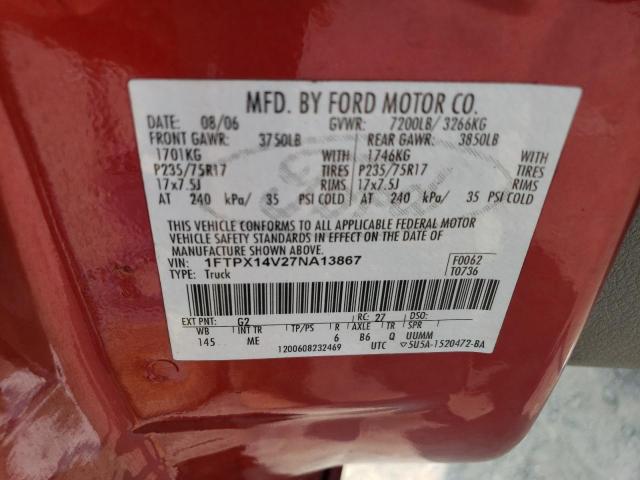 MFD. BY FORD MOTOR CO.
DATE: 08/06 GVWR: 7200LB/ 3266KG
FRONT GAWR: 3750LB REAR GAWR: 3850LB
1701KG WITH 1746KG WITH
P235/75R17 TIRES P235/75R17 TIRES
17x7.5J RIMS 17x7.5J RIMS
AT 240 kPa/ 35 PSI COLD AT 240 kPa/ 35 PSI COLD
THIS VEHICLE CONFORMS TO ALL APPLICABLE FEDERAL MOTOR
VEHICLE SAFETY STANDARDS IN EFFECT ON THE DATE OF
MANUFACTURE SHOWN ABOVE.
VIN: 1FTPX14V27NA13867 F0062
TYPE: Truck T0736
EXT PNT: G2 RC: 27 DSO:
WB INT TR TP/PS R AXLE TR SPR
145 ME 6 B6 Q UUMM
1200608232469 UTC 5U5A-1520472-BA